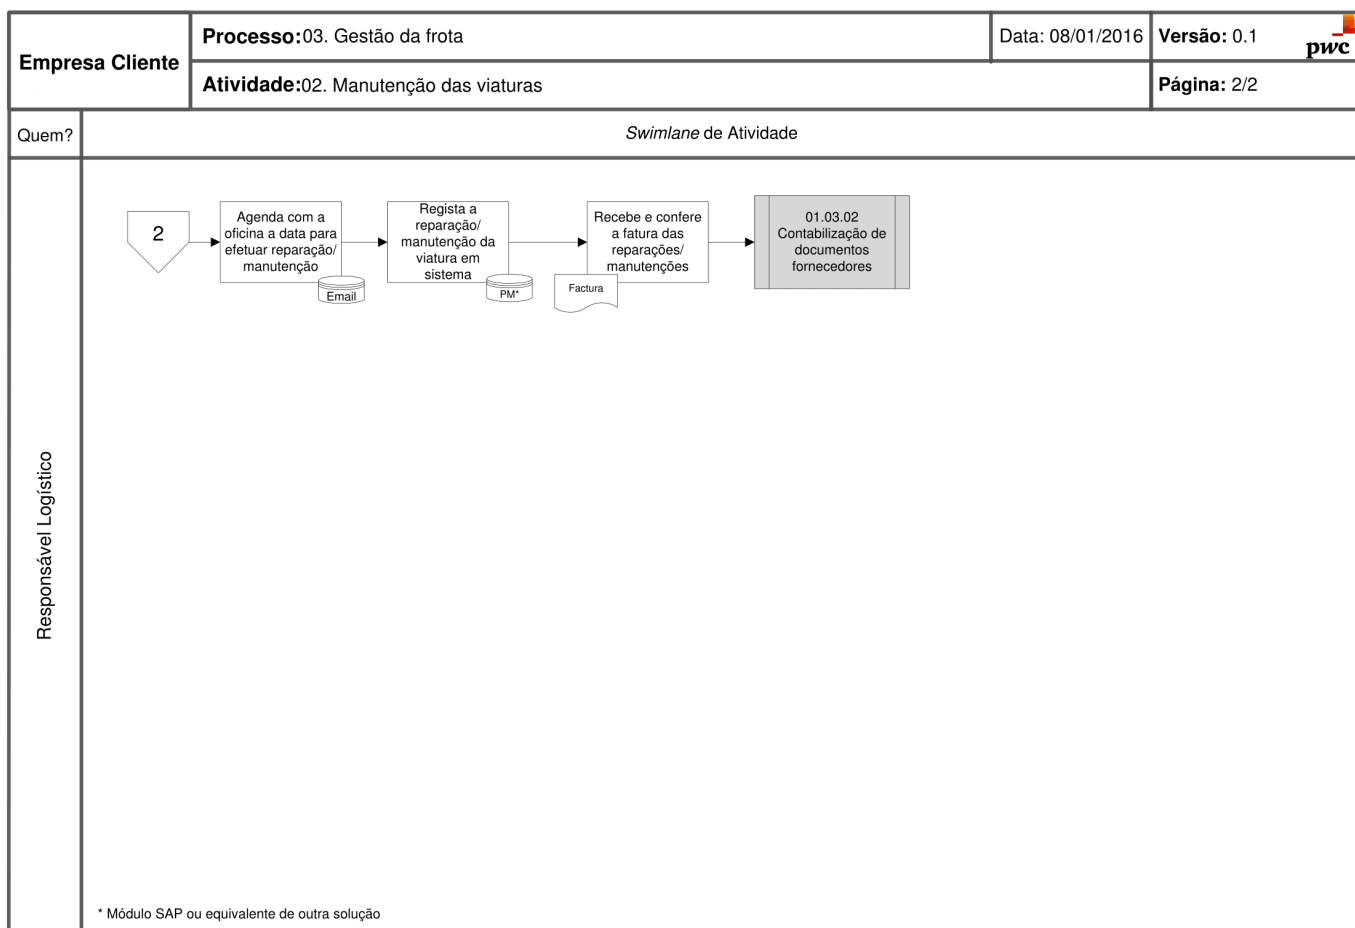 Empresa Cliente
Processo: 03. Gestão da frota
Data: 08/01/2016
Versão: 0.1
pwc
Atividade: 02. Manutenção das viaturas
Página: 2/2
Quem?
Swimlane de Atividade
Responsável Logístico
2
Agenda com a
oficina a data para
efetuar reparação/
manutenção
Email
Regista a
reparação/
manutenção da
viatura em
sistema
PM*
Recebe e confere
a fatura das
reparações/
manutenções
Factura
01.03.02
Contabilização de
documentos
fornecedores
* Módulo SAP ou equivalente de outra solução